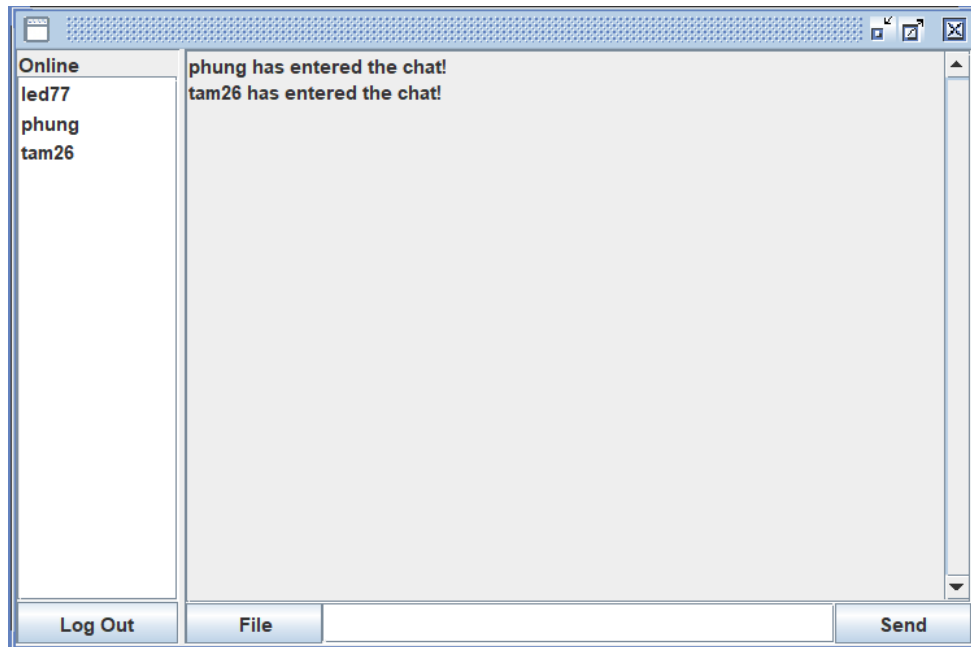 Online
led77
phung
tam26
phung has entered the chat!
tam26 has entered the chat!
Log Out
File
Send